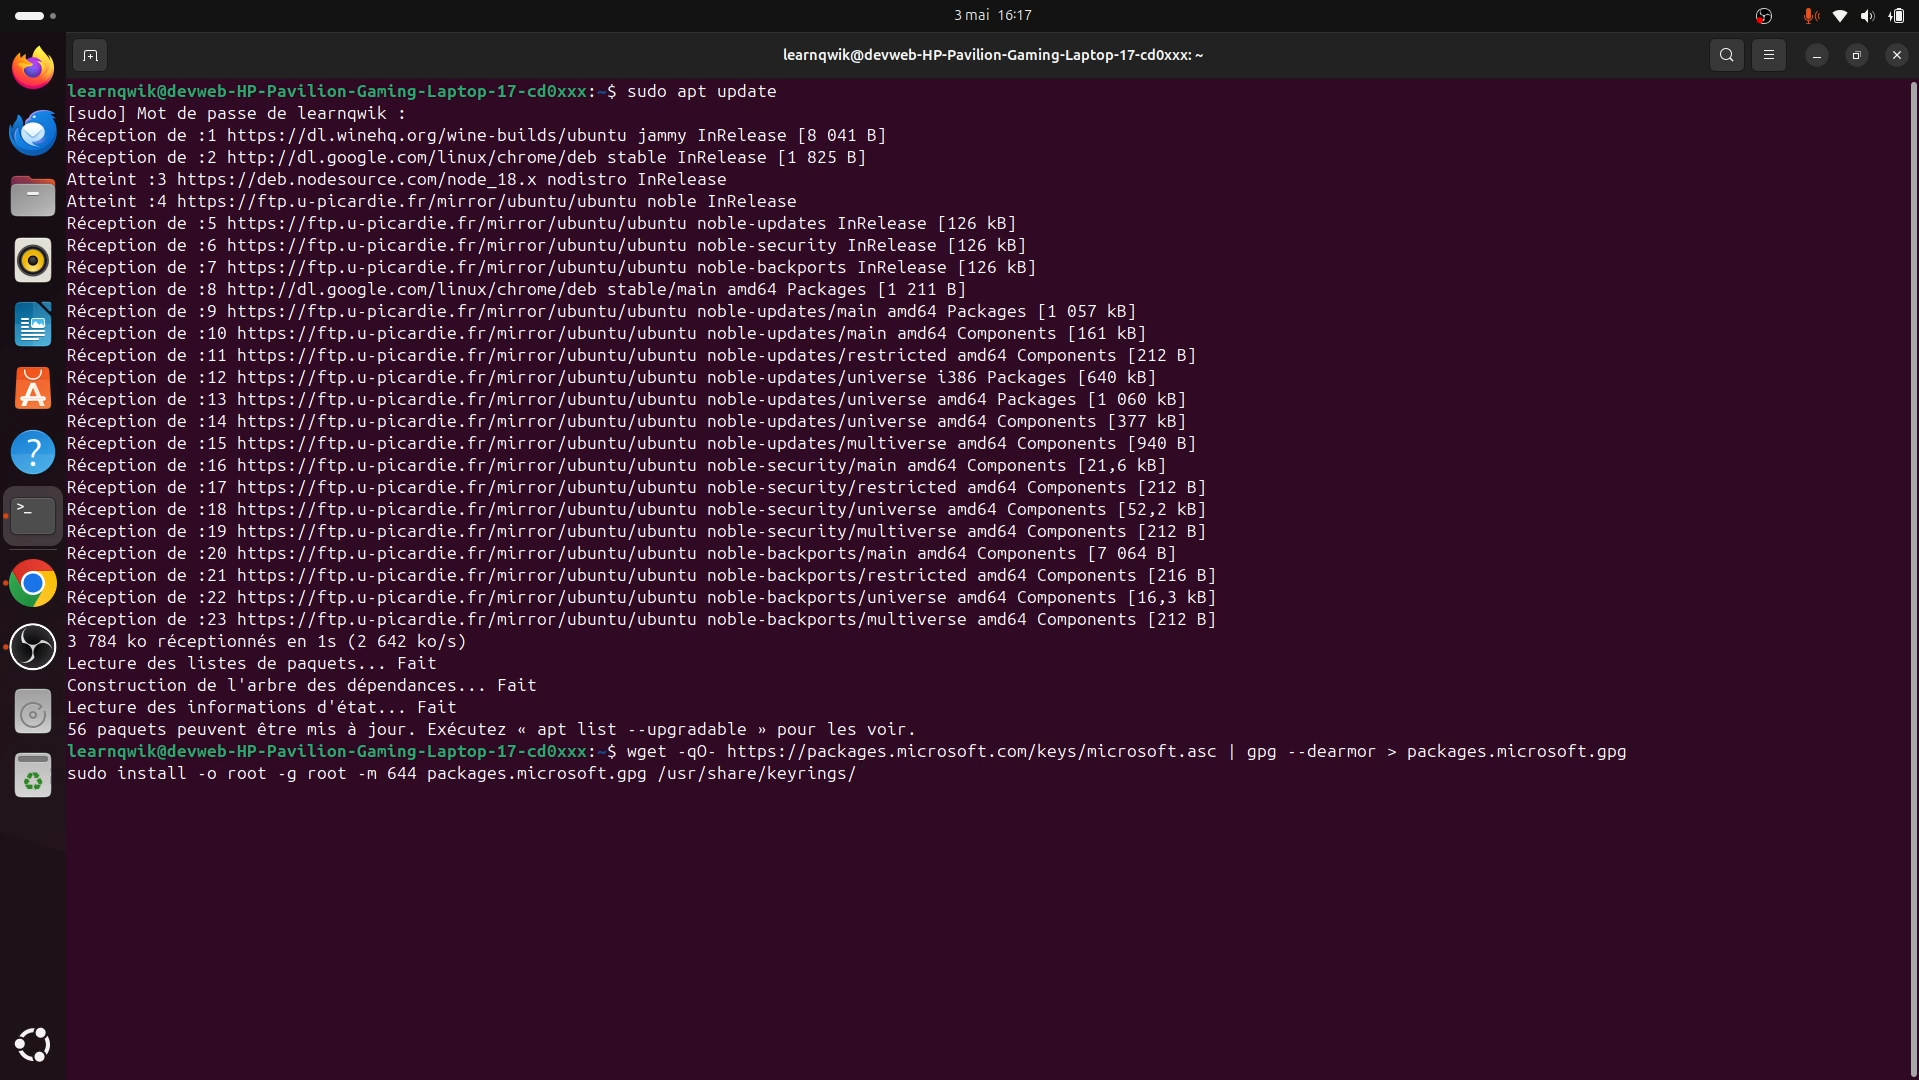 3 mai 16:17
learnqwik@devweb-HP-Pavilion-Gaming-Laptop-17-cd0xxx: ~
learnqwik@devweb-HP-Pavilion-Gaming-Laptop-17-cd0xxx:~$ sudo apt update
[sudo] Mot de passe de learnqwik :
Réception de :1 https://dl.winehq.org/wine-builds/ubuntu jammy InRelease [8 041 B]
Réception de :2 http://dl.google.com/linux/chrome/deb stable InRelease [1 825 B]
Atteint :3 https://deb.nodesource.com/node_18.x nodistro InRelease
Atteint :4 https://ftp.u-picardie.fr/mirror/ubuntu/ubuntu noble InRelease
Réception de :5 https://ftp.u-picardie.fr/mirror/ubuntu/ubuntu noble-updates InRelease [126 kB]
Réception de :6 https://ftp.u-picardie.fr/mirror/ubuntu/ubuntu noble-security InRelease [126 kB]
Réception de :7 https://ftp.u-picardie.fr/mirror/ubuntu/ubuntu noble-backports InRelease [126 kB]
Réception de :8 http://dl.google.com/linux/chrome/deb stable/main amd64 Packages [1 211 B]
Réception de :9 https://ftp.u-picardie.fr/mirror/ubuntu/ubuntu noble-updates/main amd64 Packages [1 057 kB]
Réception de :10 https://ftp.u-picardie.fr/mirror/ubuntu/ubuntu noble-updates/main amd64 Components [161 kB]
Réception de :11 https://ftp.u-picardie.fr/mirror/ubuntu/ubuntu noble-updates/restricted amd64 Components [212 B]
Réception de :12 https://ftp.u-picardie.fr/mirror/ubuntu/ubuntu noble-updates/universe i386 Packages [640 kB]
Réception de :13 https://ftp.u-picardie.fr/mirror/ubuntu/ubuntu noble-updates/universe amd64 Packages [1 060 kB]
Réception de :14 https://ftp.u-picardie.fr/mirror/ubuntu/ubuntu noble-updates/universe amd64 Components [377 kB]
Réception de :15 https://ftp.u-picardie.fr/mirror/ubuntu/ubuntu noble-updates/multiverse amd64 Components [940 B]
Réception de :16 https://ftp.u-picardie.fr/mirror/ubuntu/ubuntu noble-security/main amd64 Components [21,6 kB]
Réception de :17 https://ftp.u-picardie.fr/mirror/ubuntu/ubuntu noble-security/restricted amd64 Components [212 B]
Réception de :18 https://ftp.u-picardie.fr/mirror/ubuntu/ubuntu noble-security/universe amd64 Components [52,2 kB]
Réception de :19 https://ftp.u-picardie.fr/mirror/ubuntu/ubuntu noble-security/multiverse amd64 Components [212 B]
Réception de :20 https://ftp.u-picardie.fr/mirror/ubuntu/ubuntu noble-backports/main amd64 Components [7 064 B]
Réception de :21 https://ftp.u-picardie.fr/mirror/ubuntu/ubuntu noble-backports/restricted amd64 Components [216 B]
Réception de :22 https://ftp.u-picardie.fr/mirror/ubuntu/ubuntu noble-backports/universe amd64 Components [16,3 kB]
Réception de :23 https://ftp.u-picardie.fr/mirror/ubuntu/ubuntu noble-backports/multiverse amd64 Components [212 B]
3 784 ko réceptionnés en 1s (2 642 ko/s)
Lecture des listes de paquets... Fait
Construction de l'arbre des dépendances... Fait
Lecture des informations d'état... Fait
56 paquets peuvent être mis à jour. Exécutez « apt list --upgradable » pour les voir.
learnqwik@devweb-HP-Pavilion-Gaming-Laptop-17-cd0xxx:~$ wget -qO- https://packages.microsoft.com/keys/microsoft.asc | gpg --dearmor > packages.microsoft.gpg
sudo install -o root -g root -m 644 packages.microsoft.gpg /usr/share/keyrings/